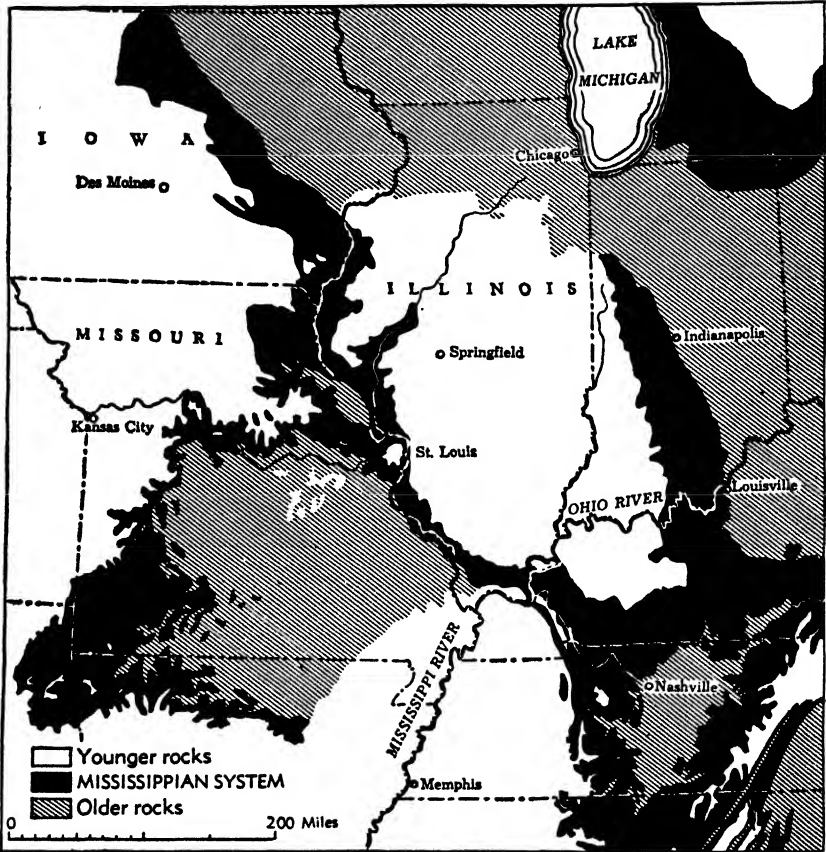 LAKE
MICHIGAN
I O W A
Chicago
Des Moines
I L L I N O I S
M I S S O U R I
Indianapolis
Springfield
Kansas City
St. Louis
Louisville
OHIO RIVER
MISSISSIPPI RIVER
Nashville
Younger rocks
MISSISSIPPIAN SYSTEM
Memphis
Older rocks
0 200 Miles